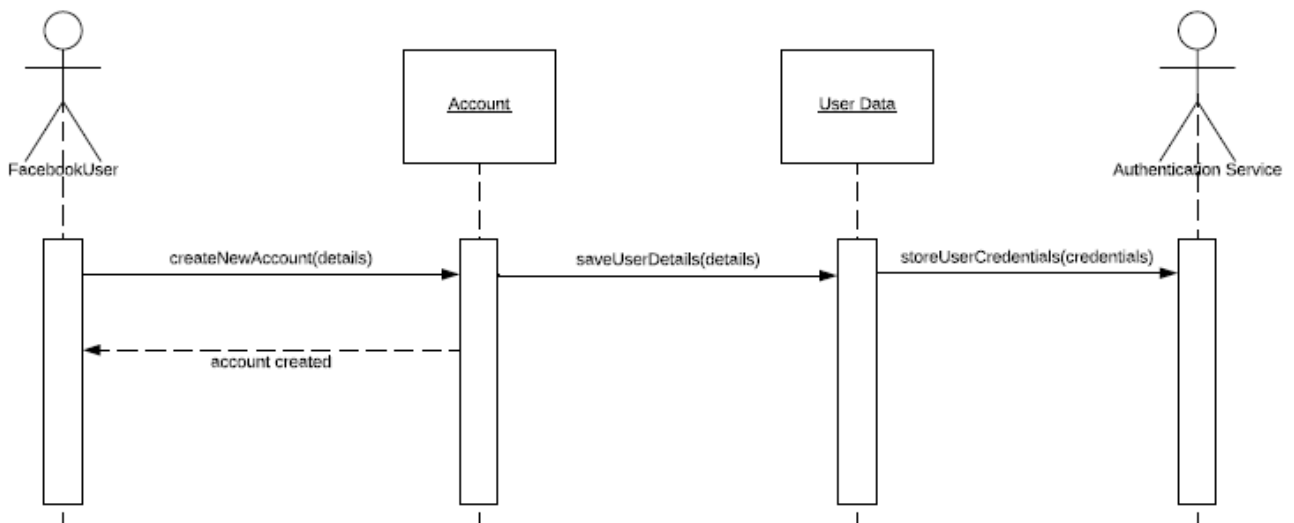 Account
User Data
FacebookUser
Authentication Service
createNewAccount(details)
saveUserDetails(details)
storeUserCredentials(credentials)
account created